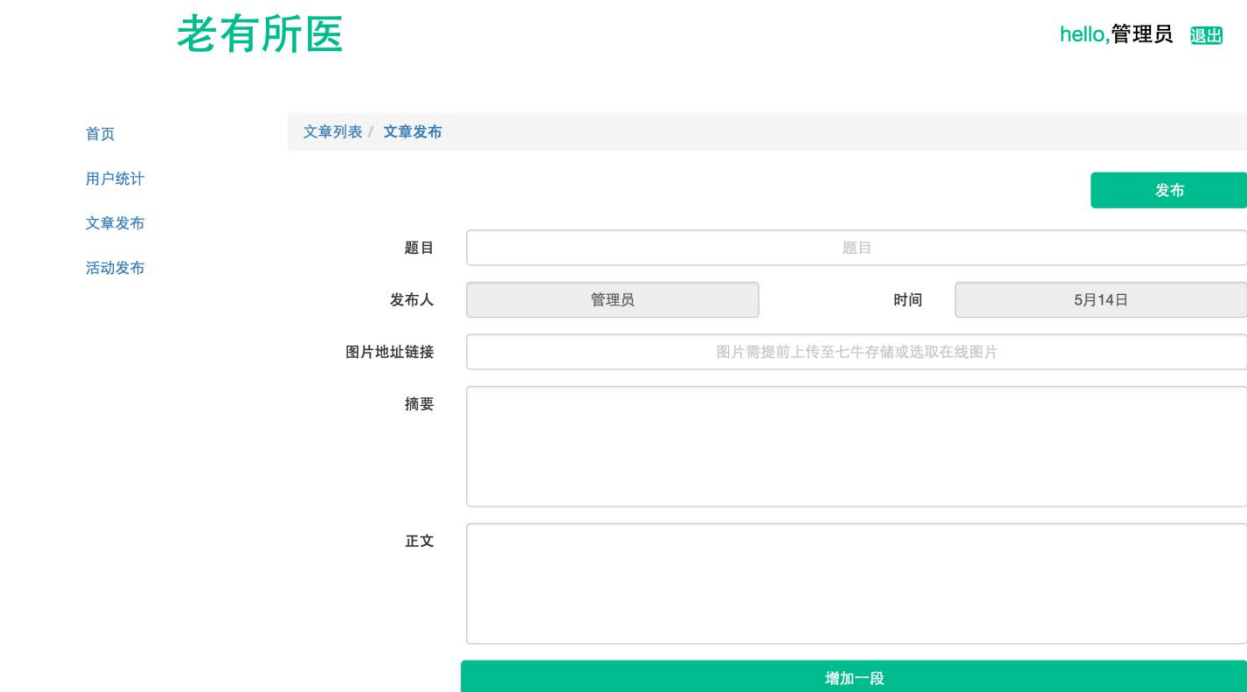 老有所医
hello,管理员 退出
首页
用户统计
文章发布
活动发布
文章列表 / 文章发布
发布
题目 题目
发布人 管理员 时间 5月14日
图片地址链接 图片需提前上传至七牛存储或选取在线图片
摘要
正文
增加一段